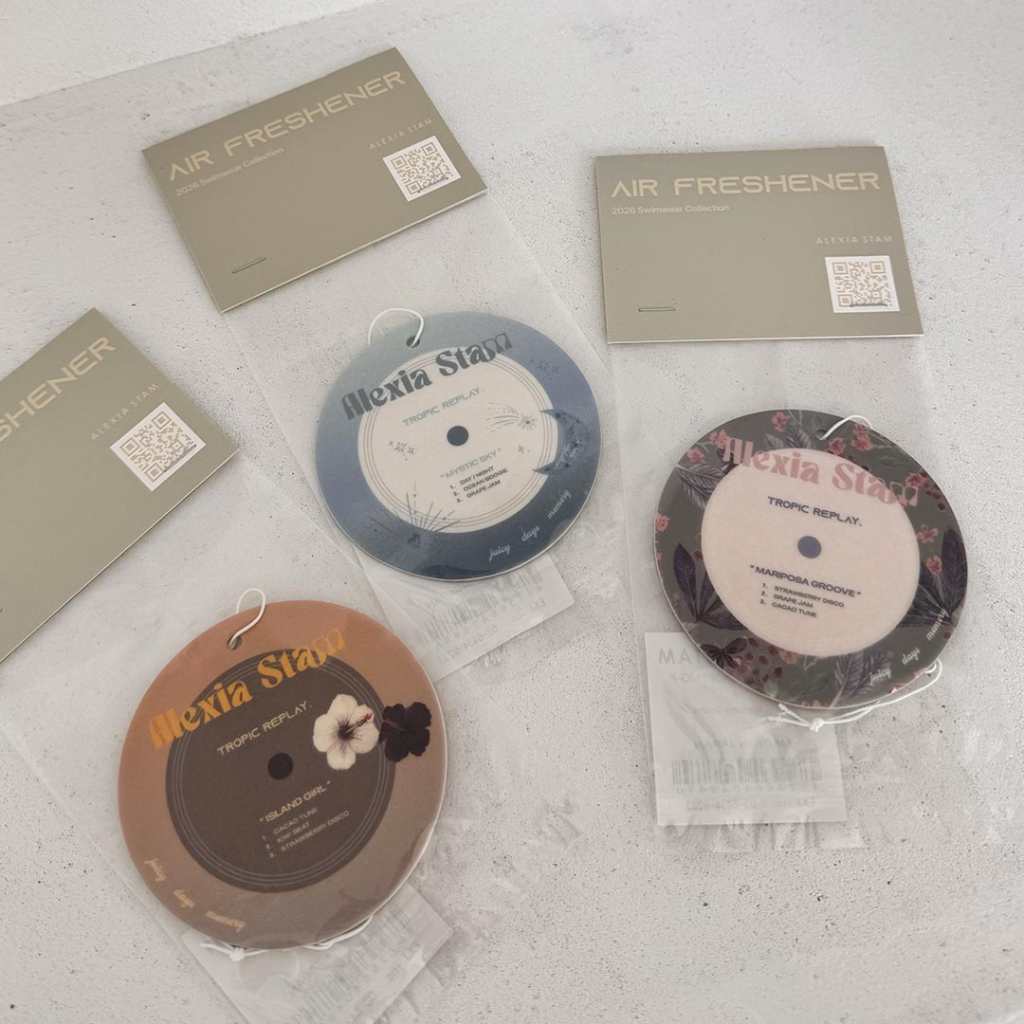 AIR FRESHENER
2026 Swimwear Collection
ALEXIA STAM
AIR FRESHENER
2026 Swimwear Collection
ALEXIA STAM
SHENER
ALEXIA STAM
Alexia Stam
TROPIC REPLAY.
"MYSTIC SKY"
1. DAY / NIGHT
2. OCEAN BOOGIE
3. GRAPE JAM
juicy days memory
Alexia Stam
TROPIC REPLAY.
"MARIPOSA GROOVE"
1. STRAWBERRY DISCO
2. GRAPE JAM
3. CACAO TUNE
juicy days memory
Alexia Stam
TROPIC REPLAY.
"ISLAND GIRL"
1. CACAO TUNE
2. KIWI BEAT
3. STRAWBERRY DISCO
juicy days memory